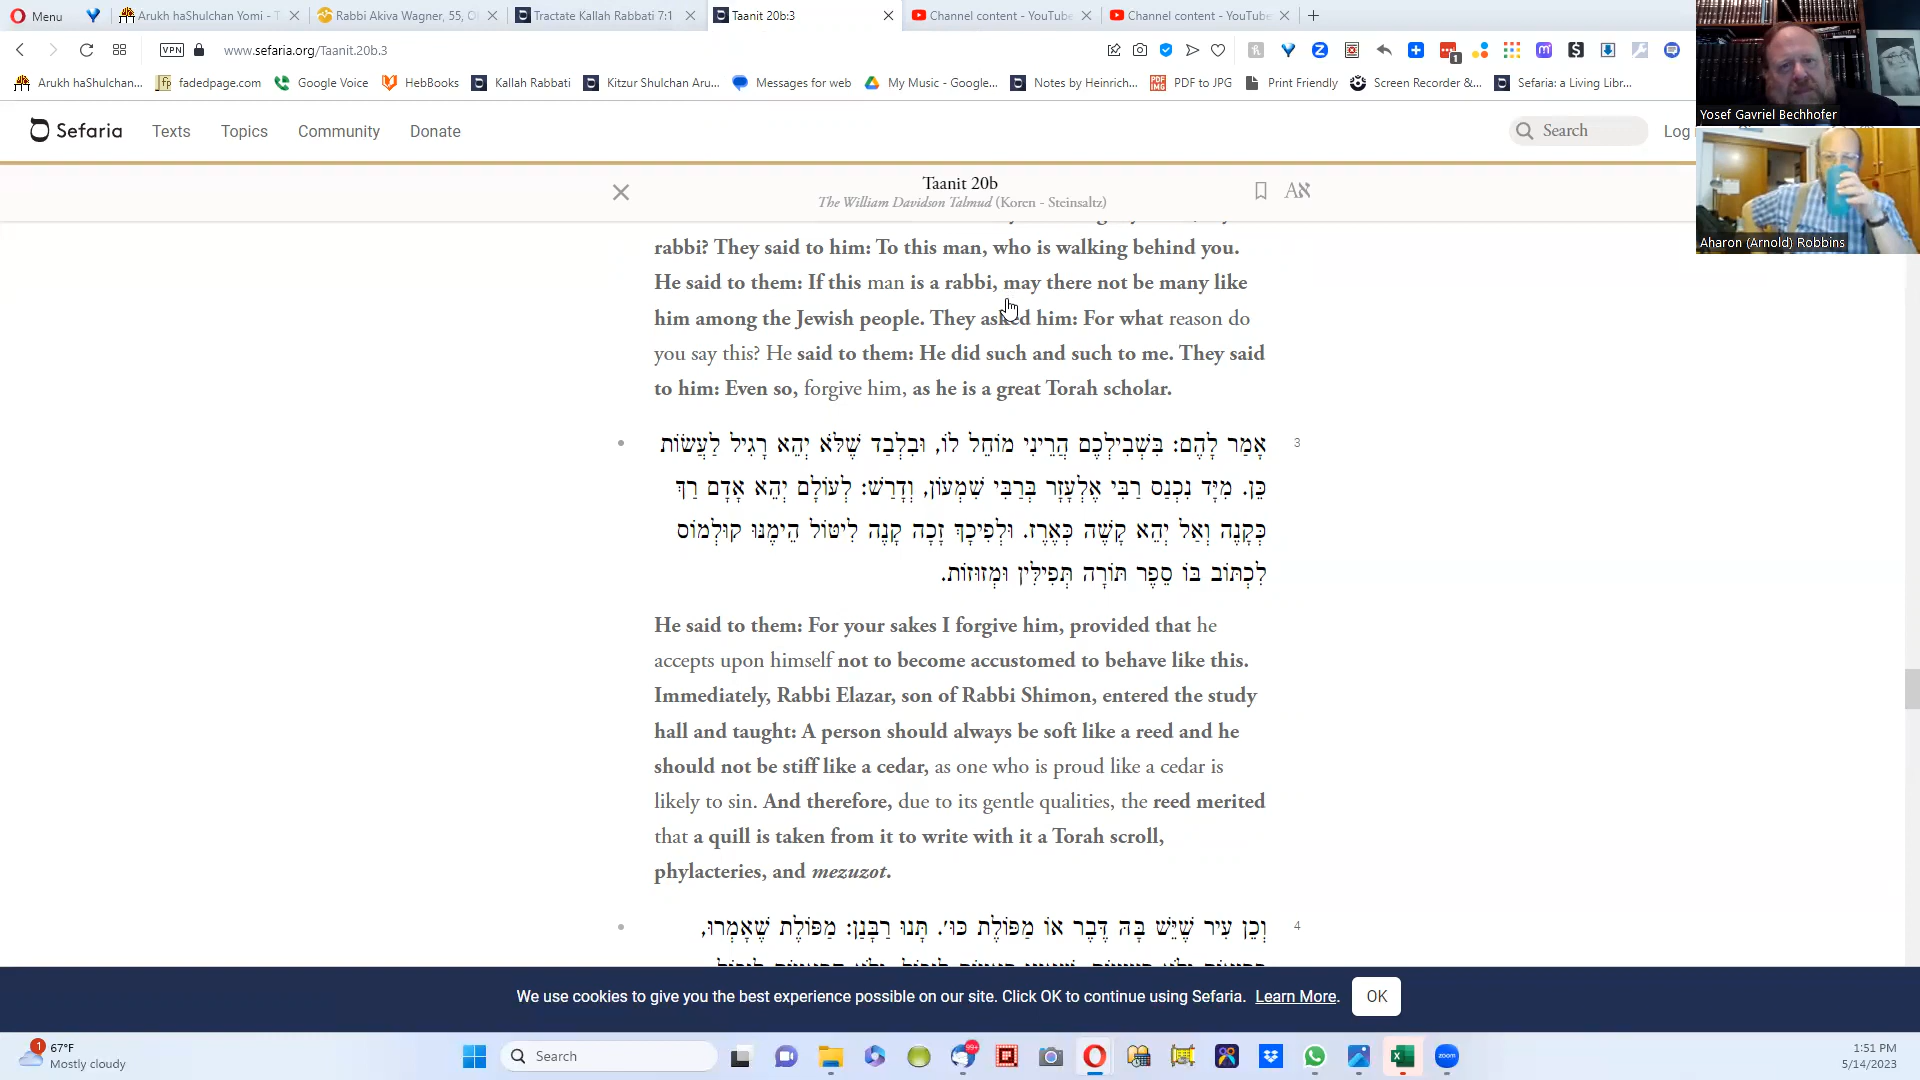 Menu
Arukh haShulchan Yomi - T
Rabbi Akiva Wagner, 55, O
Tractate Kallah Rabbati 7:1
Taanit 20b:3
Channel content - YouTube
Channel content - YouTube
VPN
www.sefaria.org/Taanit.20b.3
Arukh haShulchan...
fadedpage.com
Google Voice
HebBooks
Kallah Rabbati
Kitzur Shulchan Aru...
Messages for web
My Music - Google...
Notes by Heinrich...
PDF to JPG
Print Friendly
Screen Recorder &...
Sefaria: a Living Libr...
Yosef Gavriel Bechhofer
Aharon (Arnold) Robbins
Sefaria
Texts
Topics
Community
Donate
Search
Log
Taanit 20b
The William Davidson Talmud (Koren - Steinsaltz)
rabbi? They said to him: To this man, who is walking behind you.
He said to them: If this man is a rabbi, may there not be many like
him among the Jewish people. They asked him: For what reason do
you say this? He said to them: He did such and such to me. They said
to him: Even so, forgive him, as he is a great Torah scholar.
3
אָמַר לָהֶם: בִּשְׁבִילְכֶם הֲרֵינִי מוֹחֵל לוֹ, וּבִלְבַד שֶׁלֹּא יְהֵא רָגִיל לַעֲשׂוֹת
כֵּן. מִיָּד נִכְנַס רַבִּי אֶלְעָזָר בְּרַבִּי שִׁמְעוֹן, וְדָרַשׁ: לְעוֹלָם יְהֵא אָדָם רַךְ
כְּקָנֶה וְאַל יְהֵא קָשֶׁה כְּאֶרֶז. וּלְפִיכָךְ זָכָה קָנֶה לִיטּוֹל הֵימֶנּוּ קוּלְמוֹס
לִכְתּוֹב בּוֹ סֵפֶר תּוֹרָה תְּפִילִּין וּמְזוּזוֹת.
He said to them: For your sakes I forgive him, provided that he
accepts upon himself not to become accustomed to behave like this.
Immediately, Rabbi Elazar, son of Rabbi Shimon, entered the study
hall and taught: A person should always be soft like a reed and he
should not be stiff like a cedar, as one who is proud like a cedar is
likely to sin. And therefore, due to its gentle qualities, the reed merited
that a quill is taken from it to write with it a Torah scroll,
phylacteries, and mezuzot.
4
וְכֵן עִיר שֶׁיֵּשׁ בָּהּ דֶּבֶר אוֹ מַפּוֹלֶת כּוּ׳. תָּנוּ רַבָּנַן: מַפּוֹלֶת שֶׁאָמְרוּ,
We use cookies to give you the best experience possible on our site. Click OK to continue using Sefaria. Learn More.
OK
1
67°F
Mostly cloudy
Search
99+
zoom
1:51 PM
5/14/2023